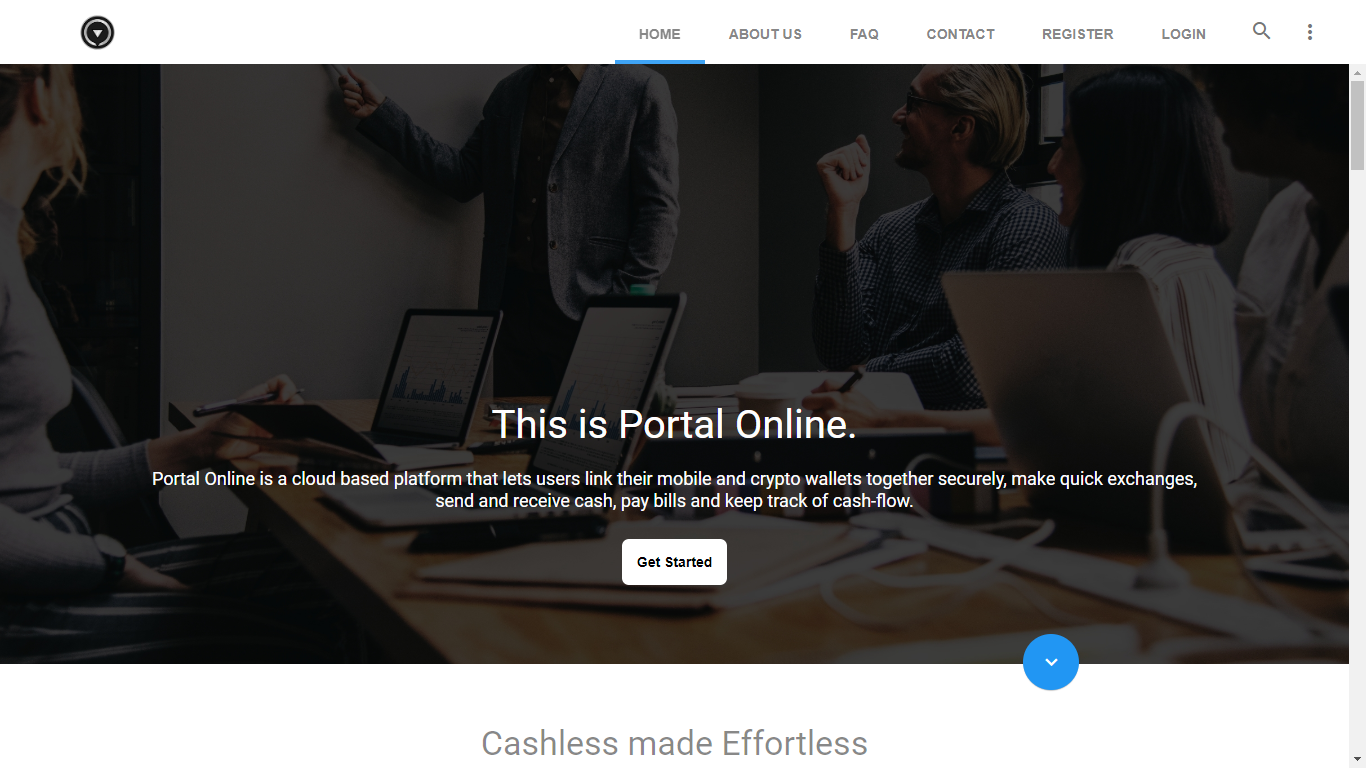 HOME ABOUT US FAQ CONTACT REGISTER LOGIN
This is Portal Online.
Portal Online is a cloud based platform that lets users link their mobile and crypto wallets together securely, make quick exchanges,
send and receive cash, pay bills and keep track of cash-flow.
Get Started
Cashless made Effortless